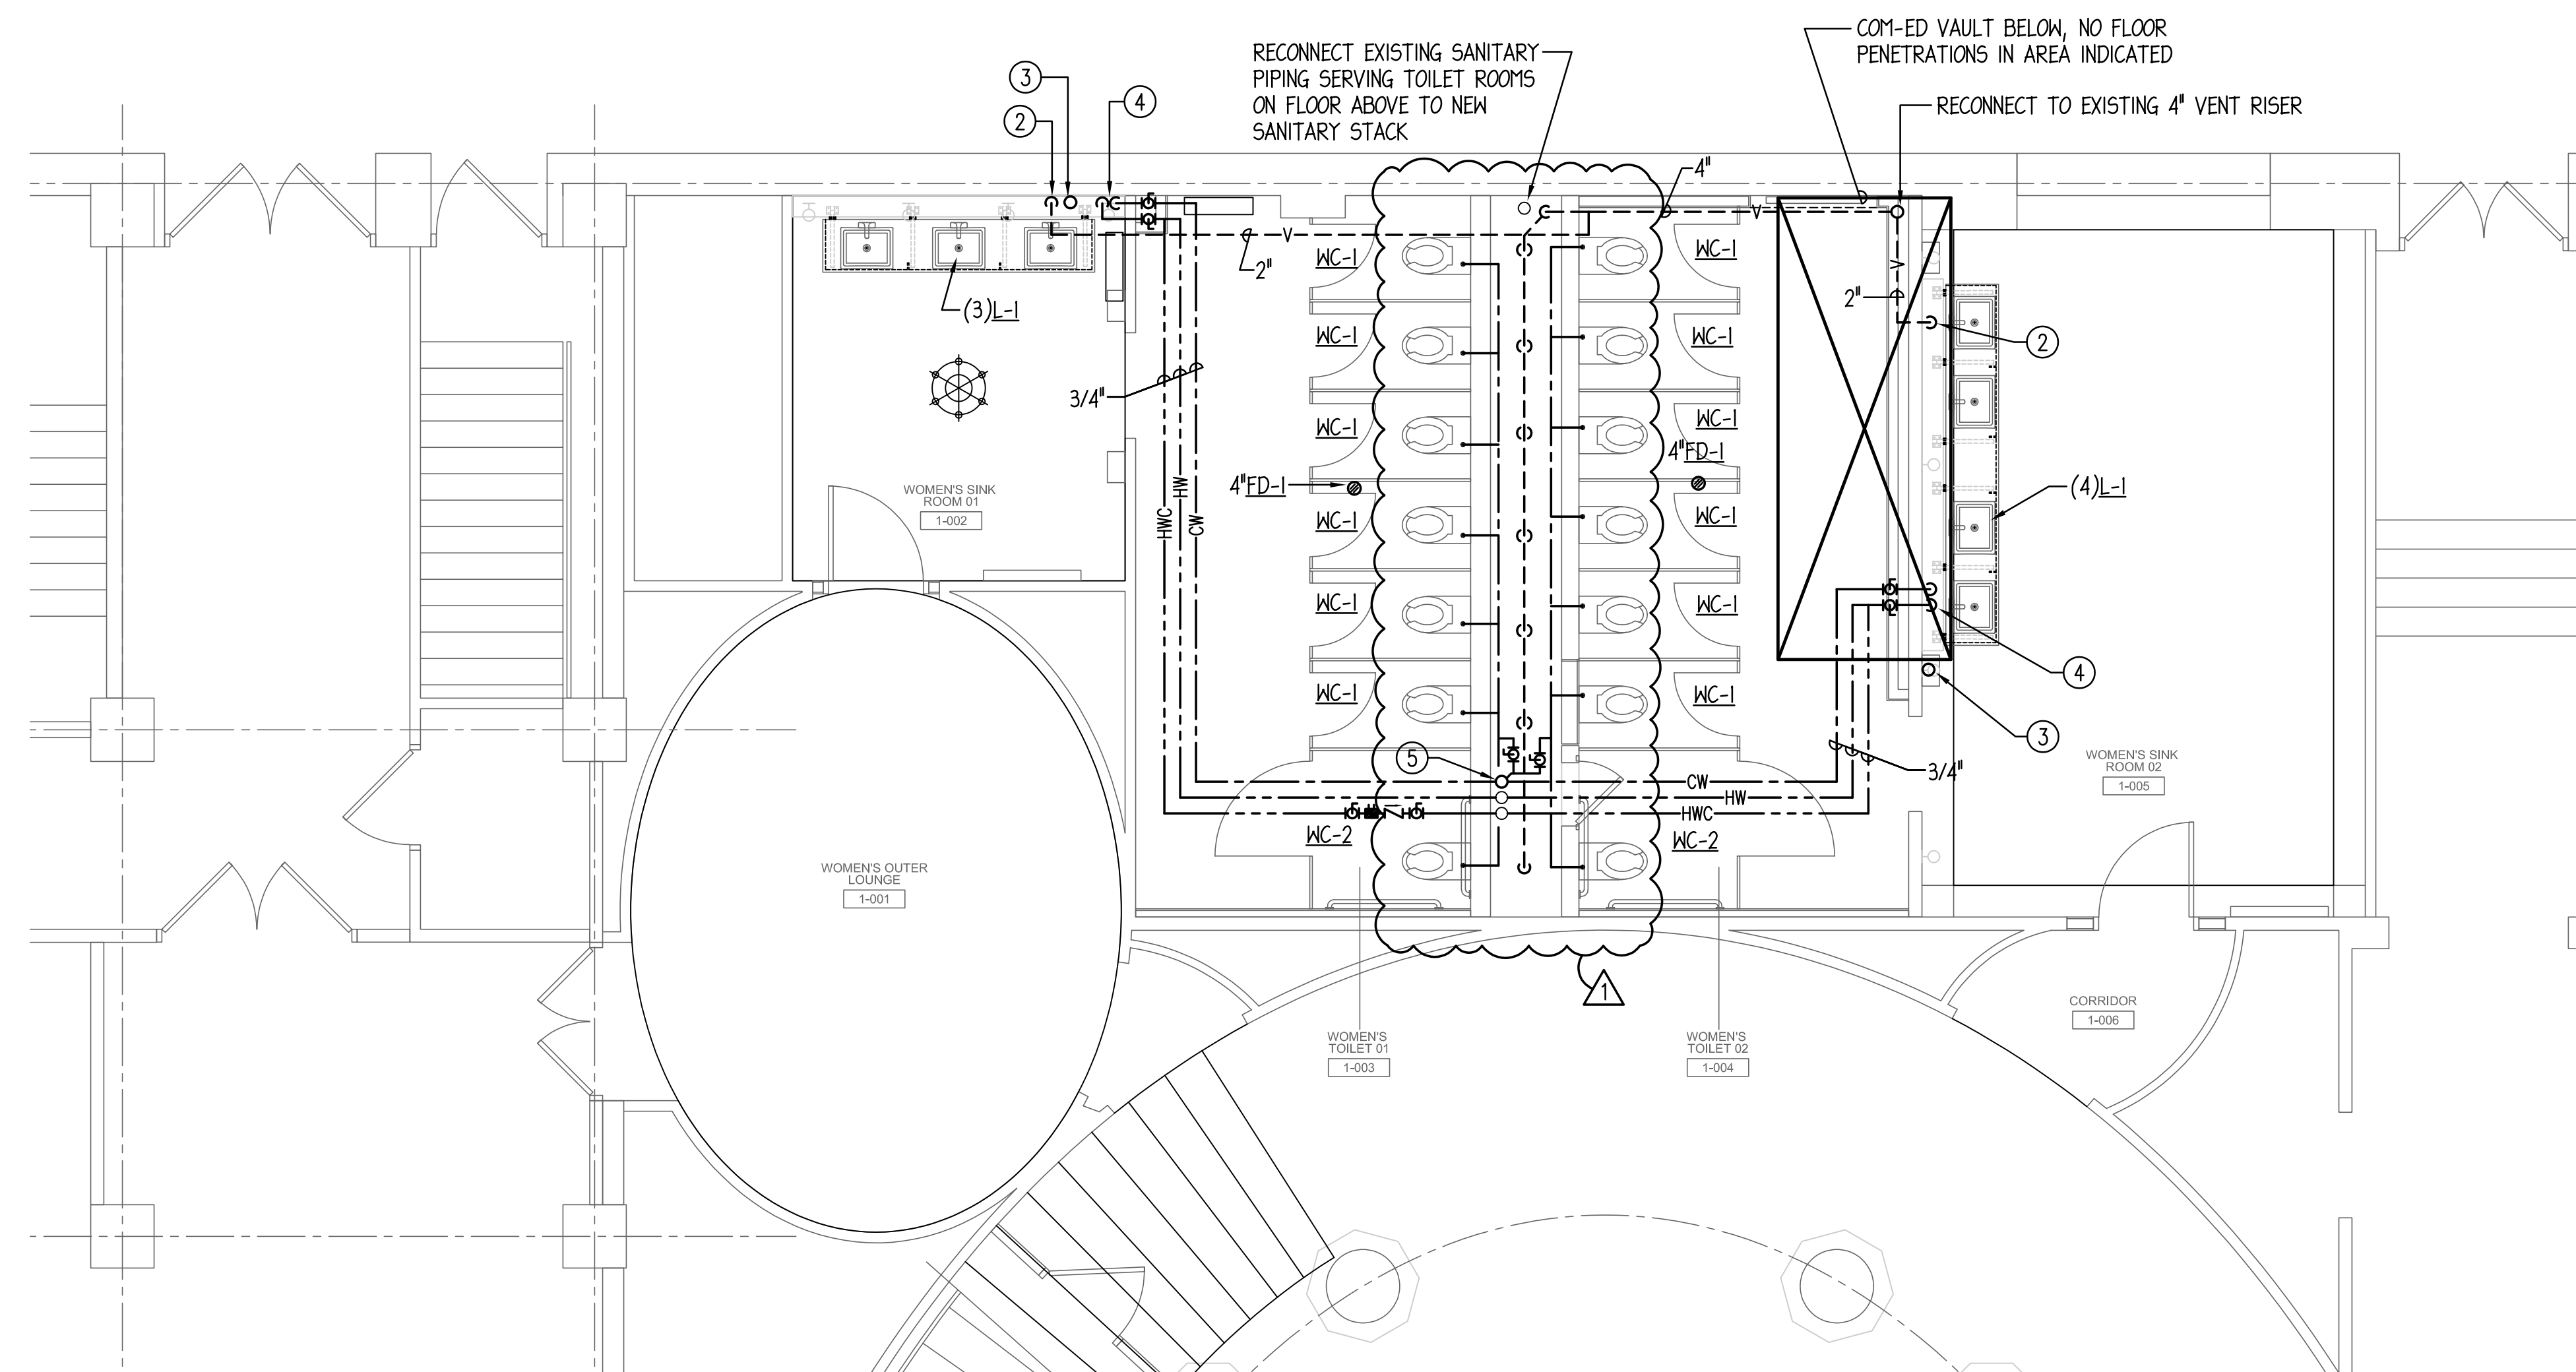 COM-ED VAULT BELOW, NO FLOOR
PENETRATIONS IN AREA INDICATED
RECONNECT EXISTING SANITARY
PIPING SERVING TOILET ROOMS
ON FLOOR ABOVE TO NEW
SANITARY STACK
RECONNECT TO EXISTING 4" VENT RISER
3
2
4
4"
V
V
2"
V
2"
2
(3)L-1
3/4"
WC-1
WC-1
WC-1
WC-1
WC-1
WC-1
WC-1
WC-1
WC-1
WC-1
WC-1
WC-1
4"FD-1
4"FD-1
(4)L-1
WOMEN'S SINK
ROOM 01
1-002
HWC
HW
CW
5
4
3
3/4"
CW
HW
HWC
WC-2
WC-2
WOMEN'S SINK
ROOM 02
1-005
WOMEN'S OUTER
LOUNGE
1-001
1
CORRIDOR
1-006
WOMEN'S
TOILET 01
1-003
WOMEN'S
TOILET 02
1-004